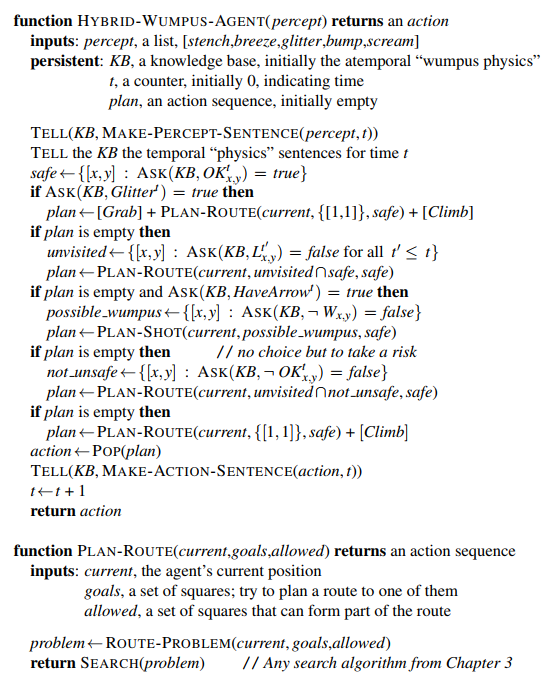 function HYBRID-WUMPUS-AGENT(percept) returns an action
inputs: percept, a list, [stench,breeze,glitter,bump,scream]
persistent: KB, a knowledge base, initially the atemporal “wumpus physics”
t, a counter, initially 0, indicating time
plan, an action sequence, initially empty
TELL(KB, MAKE-PERCEPT-SENTENCE(percept,t))
TELL the KB the temporal “physics” sentences for time t
safe ← {[x,y] : ASK(KB, OK^t_{x,y}) = true}
if ASK(KB, Glitter^t) = true then
plan ← [Grab] + PLAN-ROUTE(current, {[1,1]}, safe) + [Climb]
if plan is empty then
unvisited ← {[x,y] : ASK(KB, L^{t'}_{x,y}) = false for all t' ≤ t}
plan ← PLAN-ROUTE(current, unvisited ∩ safe, safe)
if plan is empty and ASK(KB, HaveArrow^t) = true then
possible_wumpus ← {[x,y] : ASK(KB, ¬ W_{x,y}) = false}
plan ← PLAN-SHOT(current, possible_wumpus, safe)
if plan is empty then // no choice but to take a risk
not_unsafe ← {[x,y] : ASK(KB, ¬ OK^t_{x,y}) = false}
plan ← PLAN-ROUTE(current, unvisited ∩ not_unsafe, safe)
if plan is empty then
plan ← PLAN-ROUTE(current, {[1, 1]}, safe) + [Climb]
action ← POP(plan)
TELL(KB, MAKE-ACTION-SENTENCE(action, t))
t ← t + 1
return action
function PLAN-ROUTE(current,goals,allowed) returns an action sequence
inputs: current, the agent’s current position
goals, a set of squares; try to plan a route to one of them
allowed, a set of squares that can form part of the route
problem ← ROUTE-PROBLEM(current, goals,allowed)
return SEARCH(problem) // Any search algorithm from Chapter 3